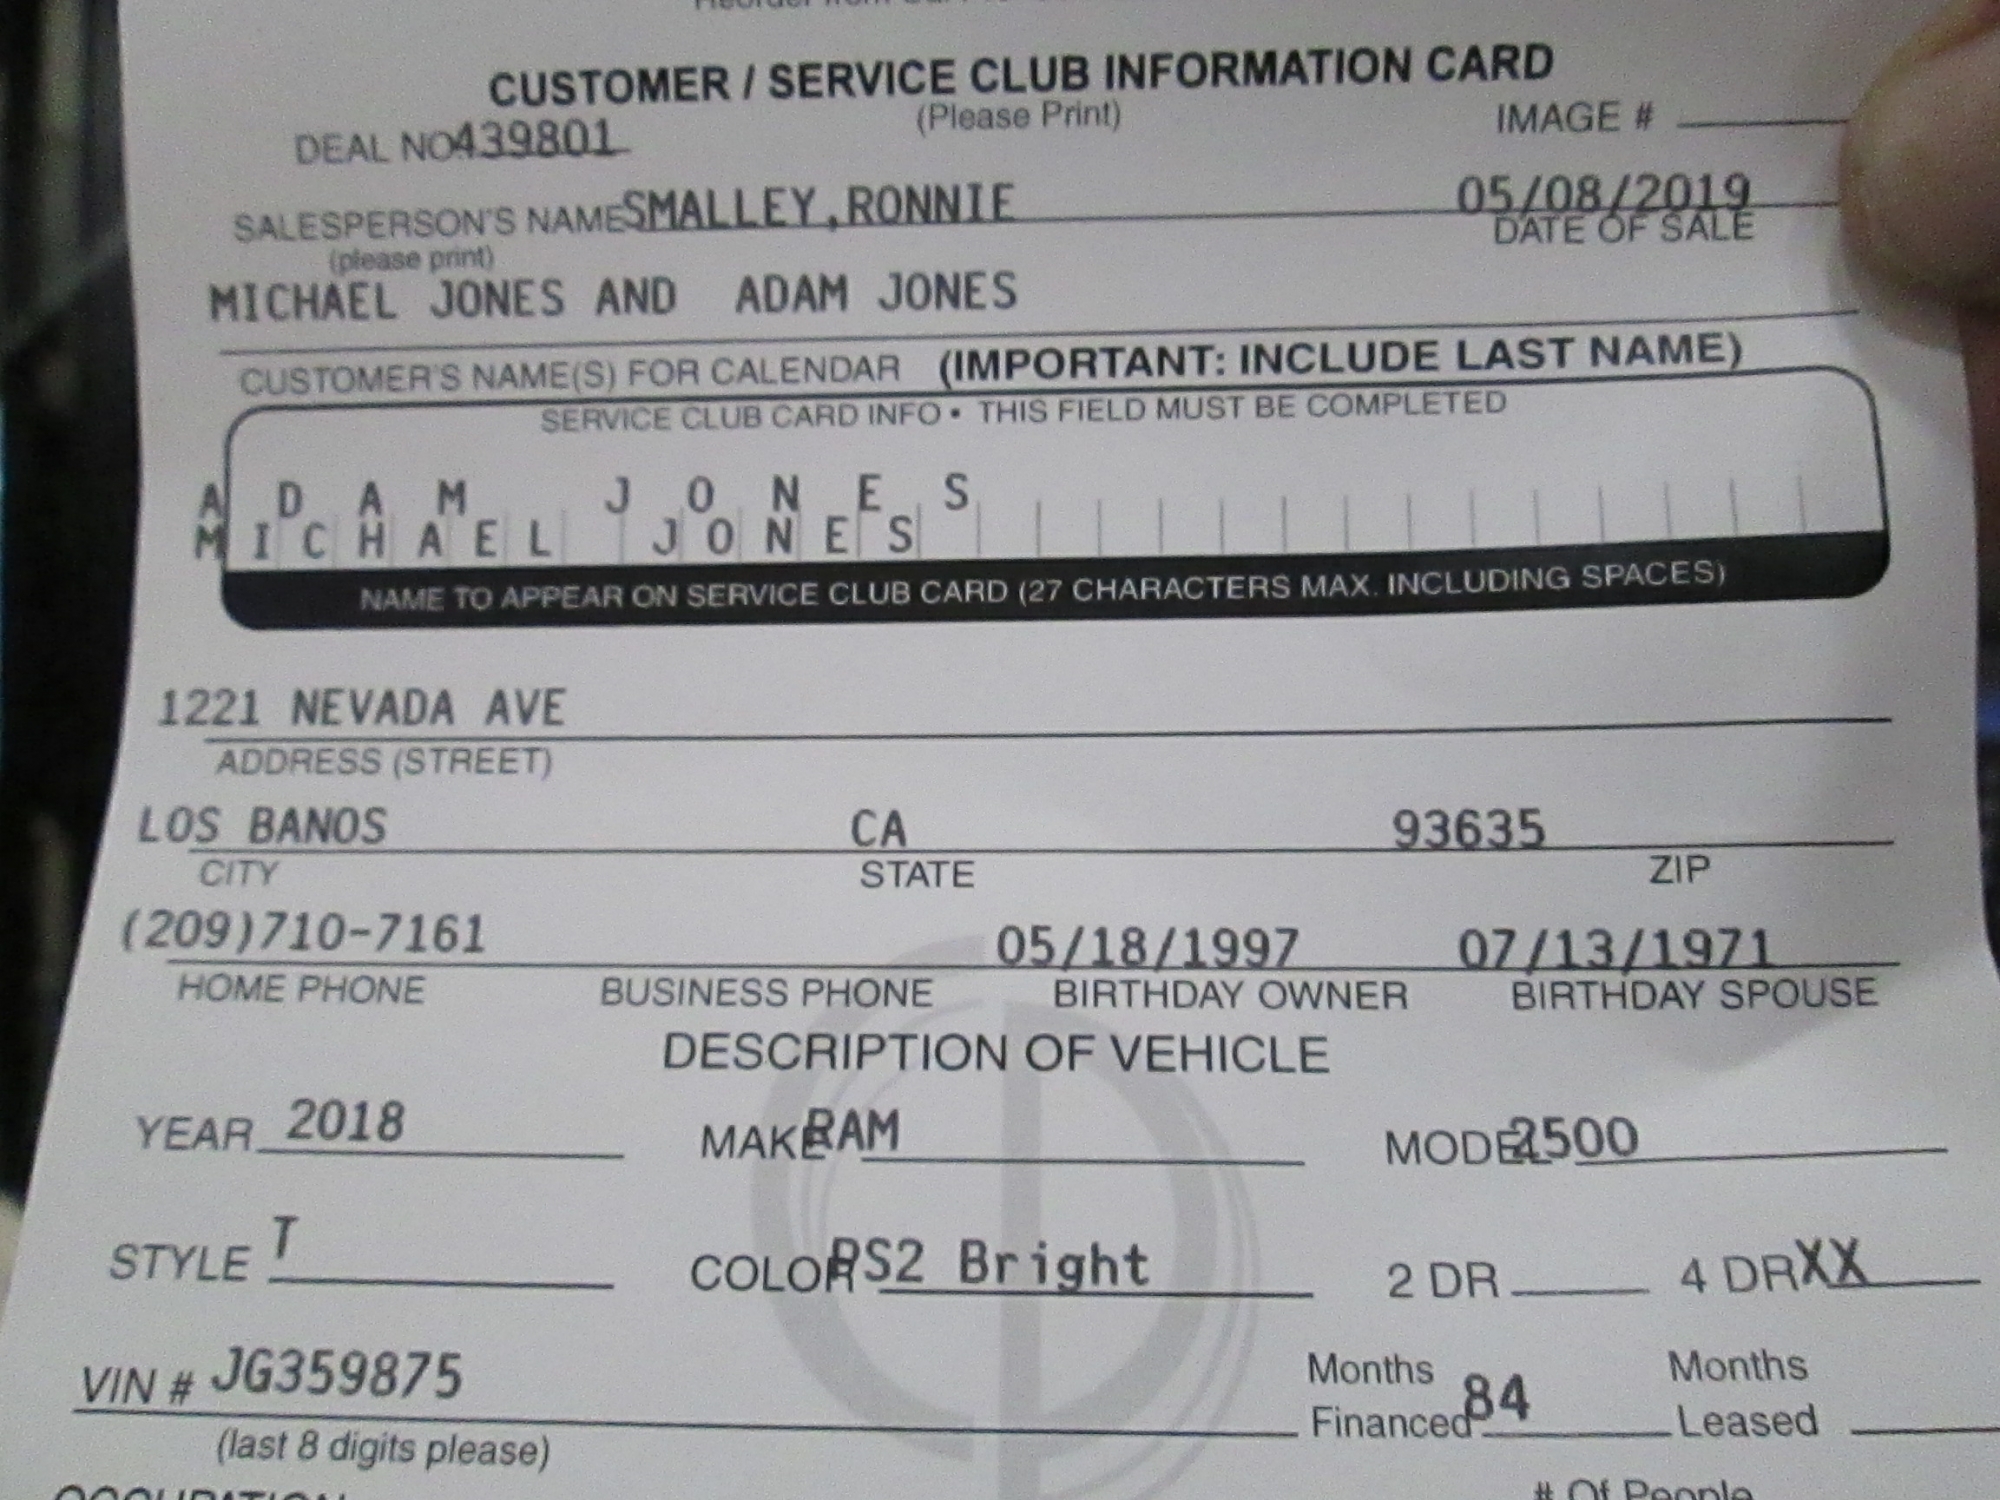 CUSTOMER / SERVICE CLUB INFORMATION CARD
(Please Print)
DEAL NO 439801 IMAGE #
SALESPERSON'S NAME SMALLEY,RONNIE 05/08/2019
(please print) DATE OF SALE
MICHAEL JONES AND ADAM JONES
CUSTOMER'S NAME(S) FOR CALENDAR (IMPORTANT: INCLUDE LAST NAME)
SERVICE CLUB CARD INFO • THIS FIELD MUST BE COMPLETED
ADAM JONES
MICHAEL JONES
NAME TO APPEAR ON SERVICE CLUB CARD (27 CHARACTERS MAX. INCLUDING SPACES)
1221 NEVADA AVE
ADDRESS (STREET)
LOS BANOS CA 93635
CITY STATE ZIP
(209)710-7161 05/18/1997 07/13/1971
HOME PHONE BUSINESS PHONE BIRTHDAY OWNER BIRTHDAY SPOUSE
DESCRIPTION OF VEHICLE
YEAR 2018 MAKE RAM MODEL 2500
STYLE T COLOR PS2 Bright 2 DR 4 DR XX
VIN # JG359875 Months Financed 84 Months Leased
(last 8 digits please)
OCCUPATION # Of People